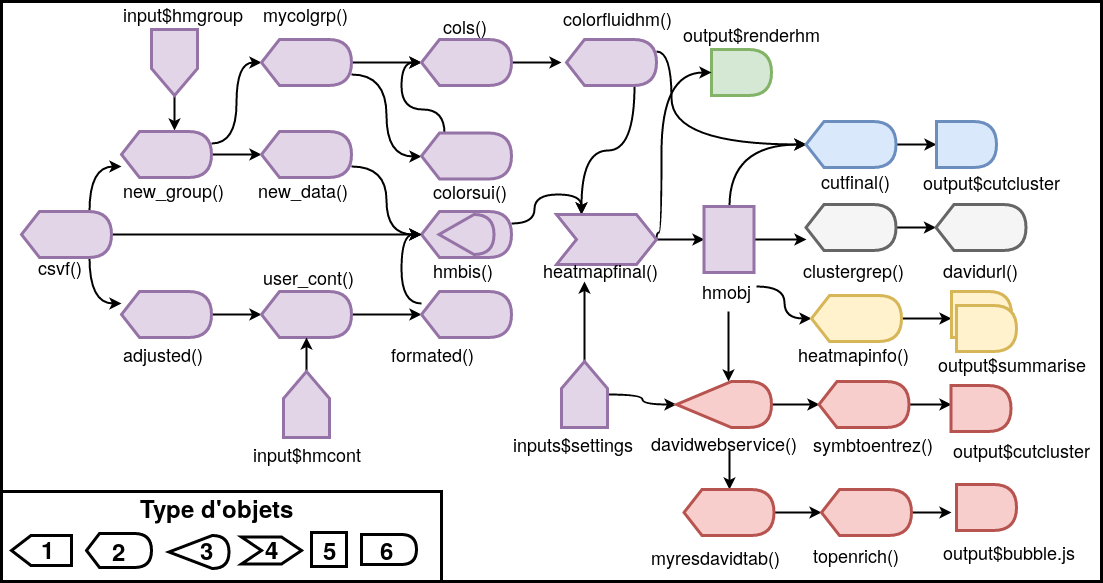 input$hmgroup
mycolgrp()
cols()
colorfluidhm()
output$renderhm
new_group()
new_data()
colorsui()
cutfinal()
output$cutcluster
csvf()
hmbis()
heatmapfinal()
clustergrep()
davidurl()
user_cont()
hmobj
adjusted()
formated()
heatmapinfo()
output$summarise
input$hmcont
inputs$settings
davidwebservice()
symbtoentrez()
output$cutcluster
myresdavidtab()
topenrich()
output$bubble.js
Type d'objets
1 2 3 4 5 6